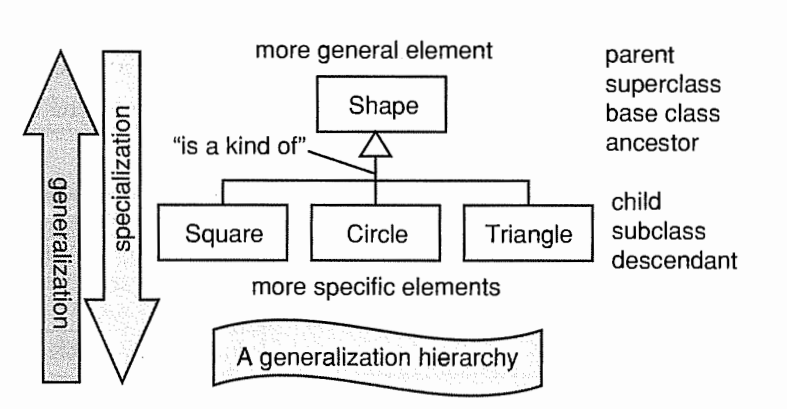 more general element
parent
superclass
base class
ancestor
Shape
“is a kind of”
generalization
specialization
Square
Circle
Triangle
child
subclass
descendant
more specific elements
A generalization hierarchy